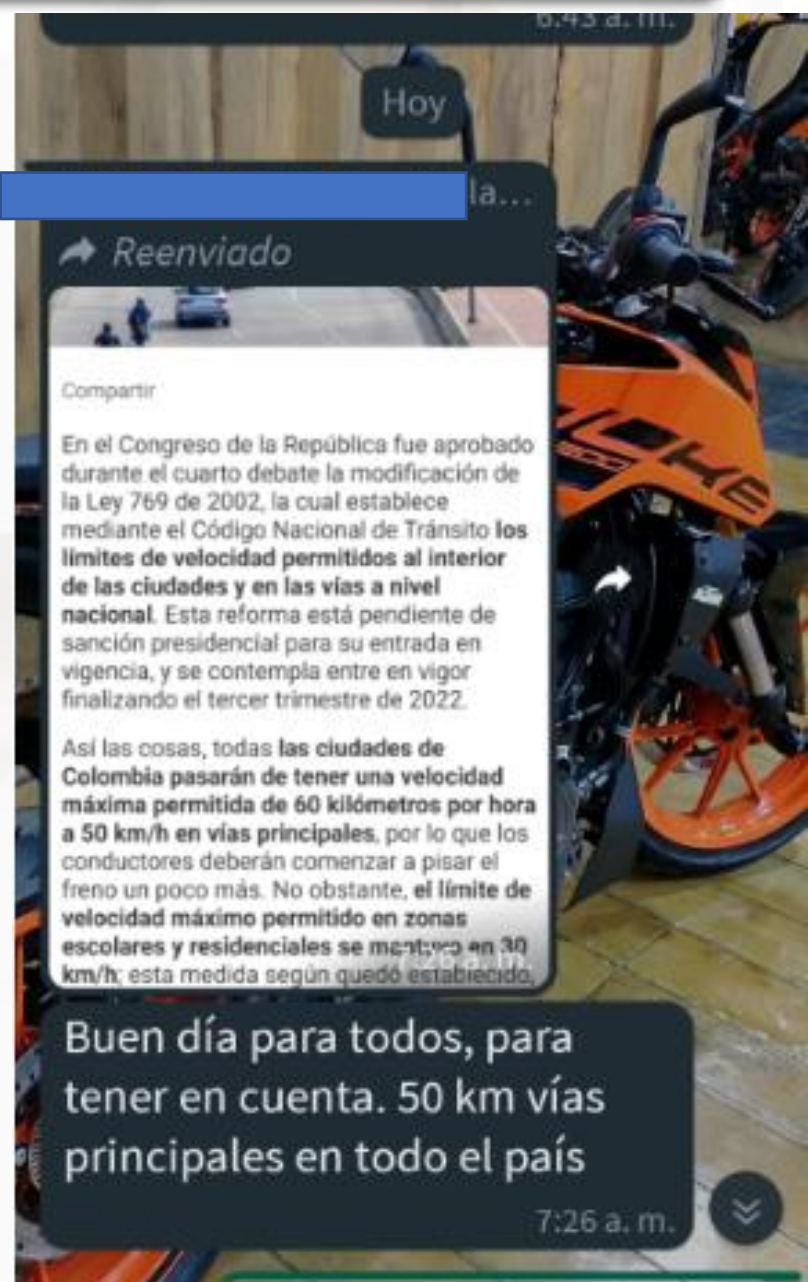 6:43 a. m.
Hoy
la...
Reenviado
Compartir
En el Congreso de la República fue aprobado
durante el cuarto debate la modificación de
la Ley 769 de 2002, la cual establece
mediante el Código Nacional de Tránsito los
límites de velocidad permitidos al interior
de las ciudades y en las vías a nivel
nacional. Esta reforma está pendiente de
sanción presidencial para su entrada en
vigencia, y se contempla entre en vigor
finalizando el tercer trimestre de 2022.
Así las cosas, todas las ciudades de
Colombia pasarán de tener una velocidad
máxima permitida de 60 kilómetros por hora
a 50 km/h en vías principales, por lo que los
conductores deberán comenzar a pisar el
freno un poco más. No obstante, el límite de
velocidad máximo permitido en zonas
escolares y residenciales se mantuvo en 30
km/h; esta medida según quedó establecido,
Buen día para todos, para
tener en cuenta. 50 km vías
principales en todo el país
7:26 a. m.